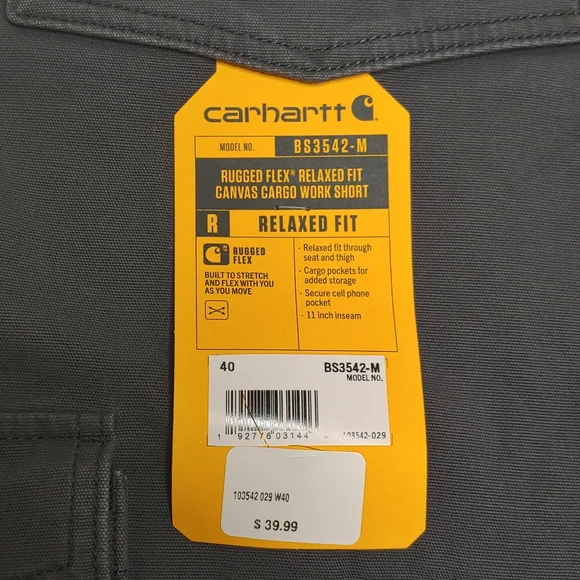 carhartt
MODEL NO. BS3542-M
RUGGED FLEX® RELAXED FIT
CANVAS CARGO WORK SHORT
R RELAXED FIT
RUGGED
FLEX
BUILT TO STRETCH
AND FLEX WITH YOU
AS YOU MOVE
· Relaxed fit through
seat and thigh
· Cargo pockets for
added storage
· Secure cell phone
pocket
· 11 inch inseam
40 BS3542-M
MODEL NO.
1 92776 03144 103542-029
103542 029 W40
$ 39.99